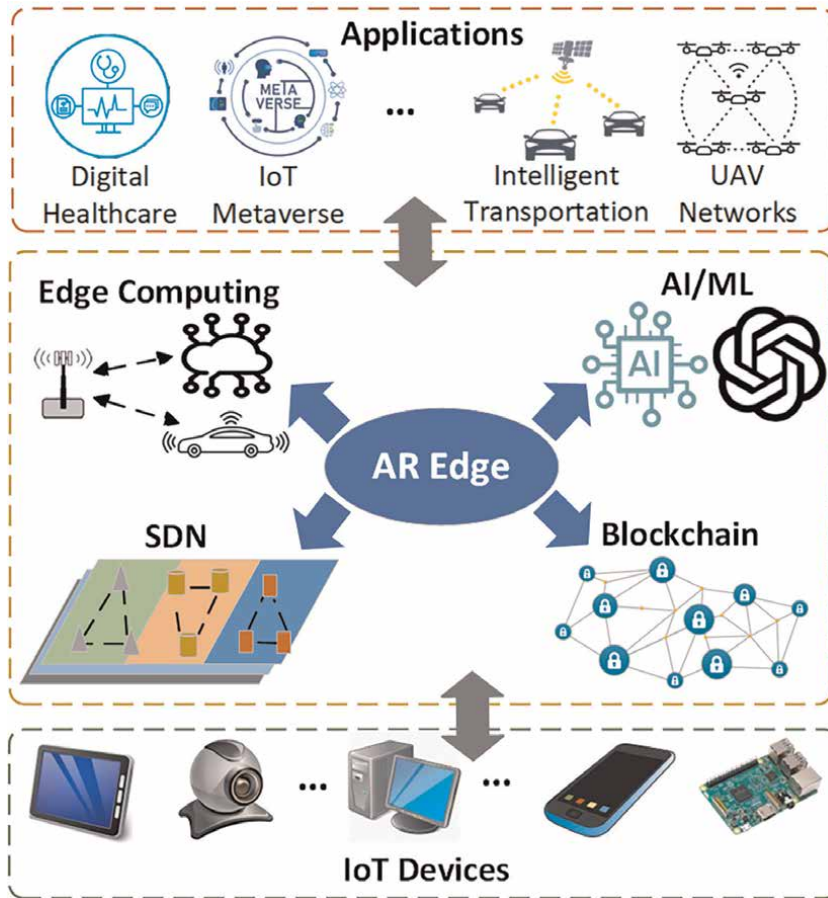 Applications
META
VERSE
...
Digital
Healthcare
IoT
Metaverse
Intelligent
Transportation
UAV
Networks
Edge Computing
AI/ML
AI
AR Edge
SDN
Blockchain
...
...
IoT Devices